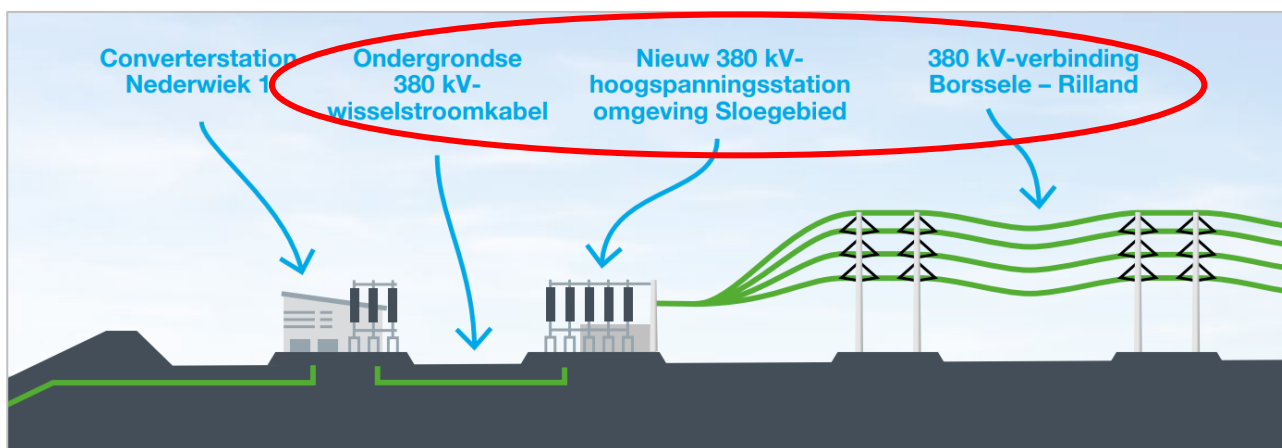 Converterstation
Nederwiek 1
Ondergrondse
380 kV-
wisselstroomkabel
Nieuw 380 kV-
hoogspanningsstation
omgeving Sloegebied
380 kV-verbinding
Borssele – Rilland